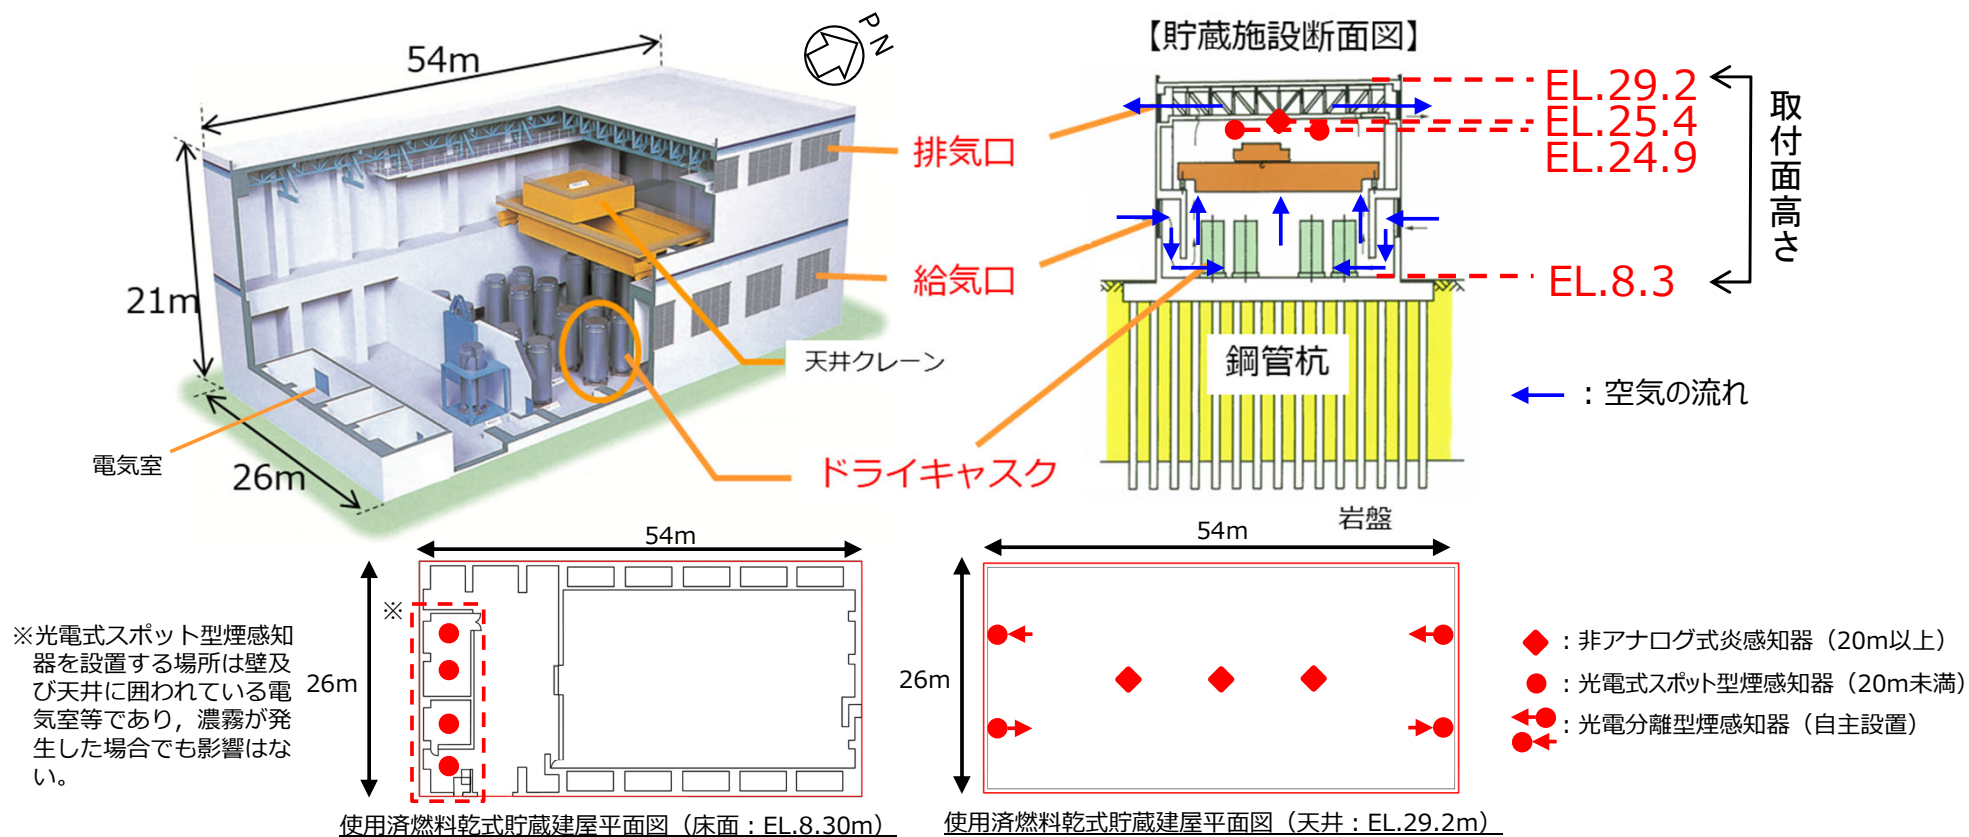 54m
PN
【貯蔵施設断面図】
EL.29.2
EL.25.4
EL.24.9
取付面高さ
排気口
給気口
EL.8.3
21m
天井クレーン
鋼管杭
：空気の流れ
電気室
26m
ドライキャスク
岩盤
54m
54m
※
※光電式スポット型煙感知
器を設置する場所は壁及
び天井に囲われている電
気室等であり，濃霧が発
生した場合でも影響はな
い。
26m
26m
：非アナログ式炎感知器（20m以上）
：光電式スポット型煙感知器（20m未満）
：光電分離型煙感知器（自主設置）
使用済燃料乾式貯蔵建屋平面図（床面：EL.8.30m）
使用済燃料乾式貯蔵建屋平面図（天井：EL.29.2m）